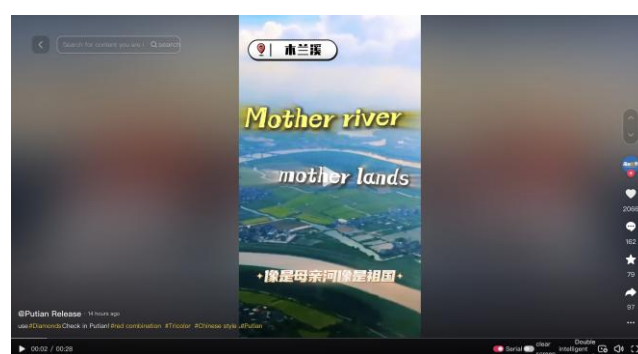 Search for content you are i Search
木兰溪
Mother river
mother lands
像是母亲河像是祖国
@Putian Release · 14 hours ago
use#Diamonds Check in Putian!#red combination #Tricolor #Chinese style #Putian
2066
162
79
97
00:02 / 00:28
Serial
clear
Double
intelligent